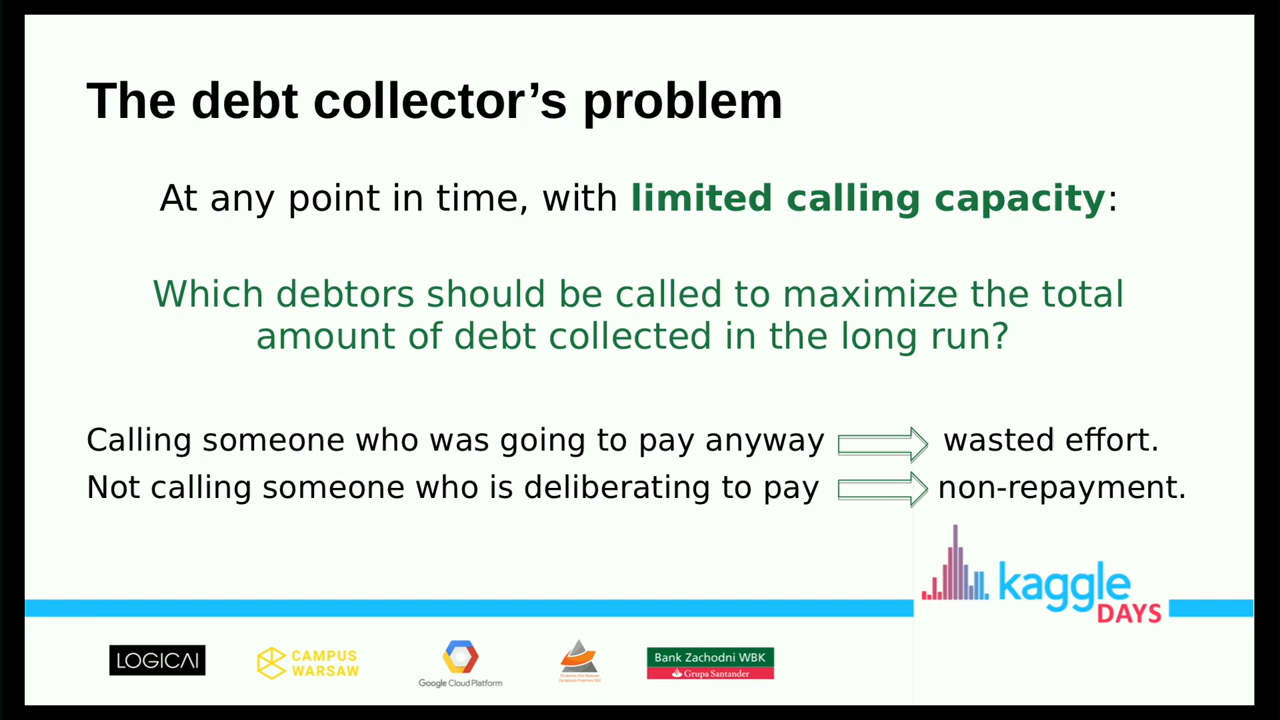 The debt collector’s problem
At any point in time, with limited calling capacity:
Which debtors should be called to maximize the total
amount of debt collected in the long run?
Calling someone who was going to pay anyway wasted effort.
Not calling someone who is deliberating to pay non-repayment.
kaggle
DAYS
LOGICAI
CAMPUS
WARSAW
Google Cloud Platform
Bank Zachodni WBK
Grupa Santander